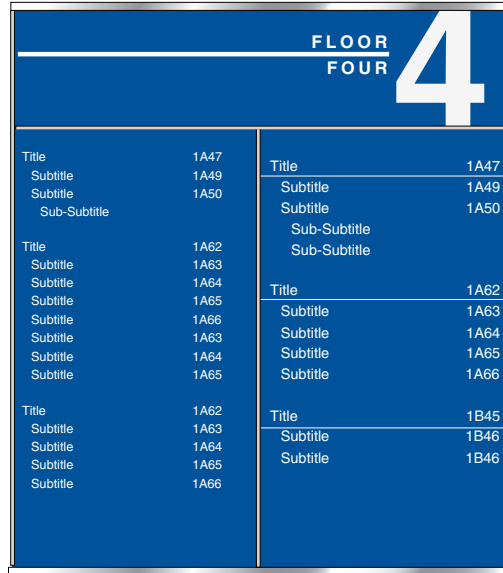 FLOOR
FOUR
4
Title 1A47
Subtitle 1A49
Subtitle 1A50
Sub-Subtitle
Title 1A62
Subtitle 1A63
Subtitle 1A64
Subtitle 1A65
Subtitle 1A66
Subtitle 1A63
Subtitle 1A64
Subtitle 1A65
Title 1A62
Subtitle 1A63
Subtitle 1A64
Subtitle 1A65
Subtitle 1A66
Title 1A47
Subtitle 1A49
Subtitle 1A50
Sub-Subtitle
Sub-Subtitle
Title 1A62
Subtitle 1A63
Subtitle 1A64
Subtitle 1A65
Subtitle 1A66
Title 1B45
Subtitle 1B46
Subtitle 1B46